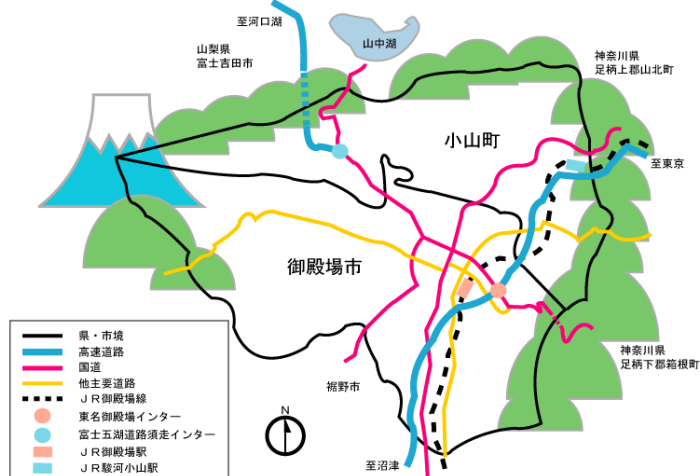 至河口湖
山中湖
山梨県
富士吉田市
神奈川県
足柄上郡山北町
小山町
至東京
御殿場市
県・市境
高速道路
国道
他主要道路
JR御殿場線
東名御殿場インター
富士五湖道路須走インター
JR御殿場駅
JR駿河小山駅
N
裾野市
神奈川県
足柄下郡箱根町
至沼津